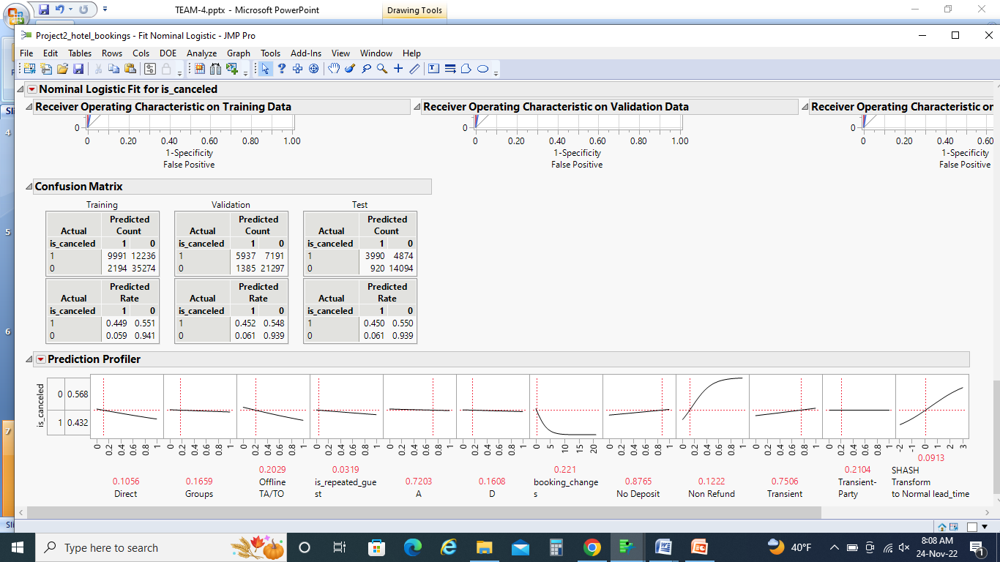 TEAM-4.pptx - Microsoft PowerPoint
Drawing Tools
Project2_hotel_bookings - Fit Nominal Logistic - JMP Pro
File Edit Tables Rows Cols DOE Analyze Graph Tools Add-Ins View Window Help
Nominal Logistic Fit for is_canceled
Receiver Operating Characteristic on Training Data
Receiver Operating Characteristic on Validation Data
Receiver Operating Characteristic on
0
0 0.20 0.40 0.60 0.80 1.00
1-Specificity
False Positive
0
0 0.20 0.40 0.60 0.80 1.00
1-Specificity
False Positive
0
0 0.20 0.40 0.60
1-Specificity
False Positive
Confusion Matrix
Training
Predicted
Actual Count
is_canceled 1 0
1 9991 12236
0 2194 35274
Predicted
Actual Rate
is_canceled 1 0
1 0.449 0.551
0 0.059 0.941
Validation
Predicted
Actual Count
is_canceled 1 0
1 5937 7191
0 1385 21297
Predicted
Actual Rate
is_canceled 1 0
1 0.452 0.548
0 0.061 0.939
Test
Predicted
Actual Count
is_canceled 1 0
1 3990 4874
0 920 14094
Predicted
Actual Rate
is_canceled 1 0
1 0.450 0.550
0 0.061 0.939
Prediction Profiler
is_canceled
0 0.568
1 0.432
0 0.2 0.4 0.6 0.8 1
0.1056
Direct
0 0.2 0.4 0.6 0.8 1
0.1659
Groups
0 0.2 0.4 0.6 0.8 1
0.2029
Offline
TA/TO
0 0.2 0.4 0.6 0.8 1
0.0319
is_repeated_gue
st
0 0.2 0.4 0.6 0.8 1
0.7203
A
0 0.2 0.4 0.6 0.8 1
0.1608
D
0 5 10 15 20
0.221
booking_change
s
0 0.2 0.4 0.6 0.8 1
0.8765
No Deposit
0 0.2 0.4 0.6 0.8 1
0.1222
Non Refund
0 0.2 0.4 0.6 0.8 1
0.7506
Transient
0 0.2 0.4 0.6 0.8 1
0.2104
Transient-
Party
-2 -1 0 1 2 3
0.0913
SHASH
Transform
to Normal lead_time
Sli
4
5
6
7
Sli
Type here to search
40°F
8:08 AM
24-Nov-22
1